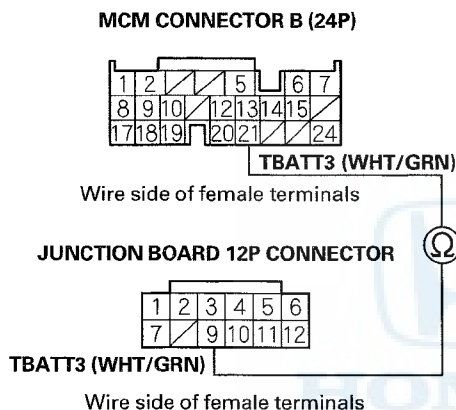 MCM CONNECTOR B (24P)
1 2 5 6 7
8 9 10 12 13 14 15
17 18 19 20 21 24
TBATT3 (WHT/GRN)
Wire side of female terminals
Ω
JUNCTION BOARD 12P CONNECTOR
1 2 3 4 5 6
7 9 10 11 12
TBATT3 (WHT/GRN)
Wire side of female terminals
HON